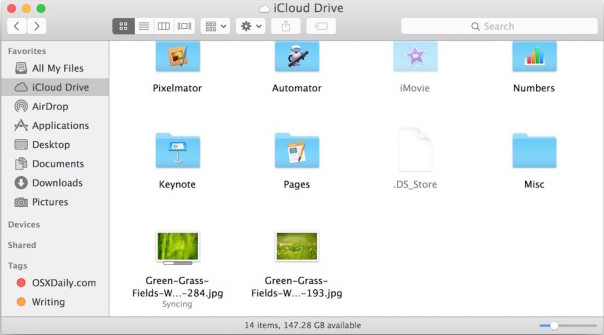 iCloud Drive
Search
Favorites
All My Files
iCloud Drive
AirDrop
Applications
Desktop
Documents
Downloads
Pictures
Devices
Shared
Tags
OSXDaily.com
Writing
Pixelmator
Automator
iMovie
Numbers
Keynote
Pages
.DS_Store
Misc
Green-Grass-
Fields-W...-284.jpg
Syncing
Green-Grass-
Fields-W...-193.jpg
14 items, 147.28 GB available